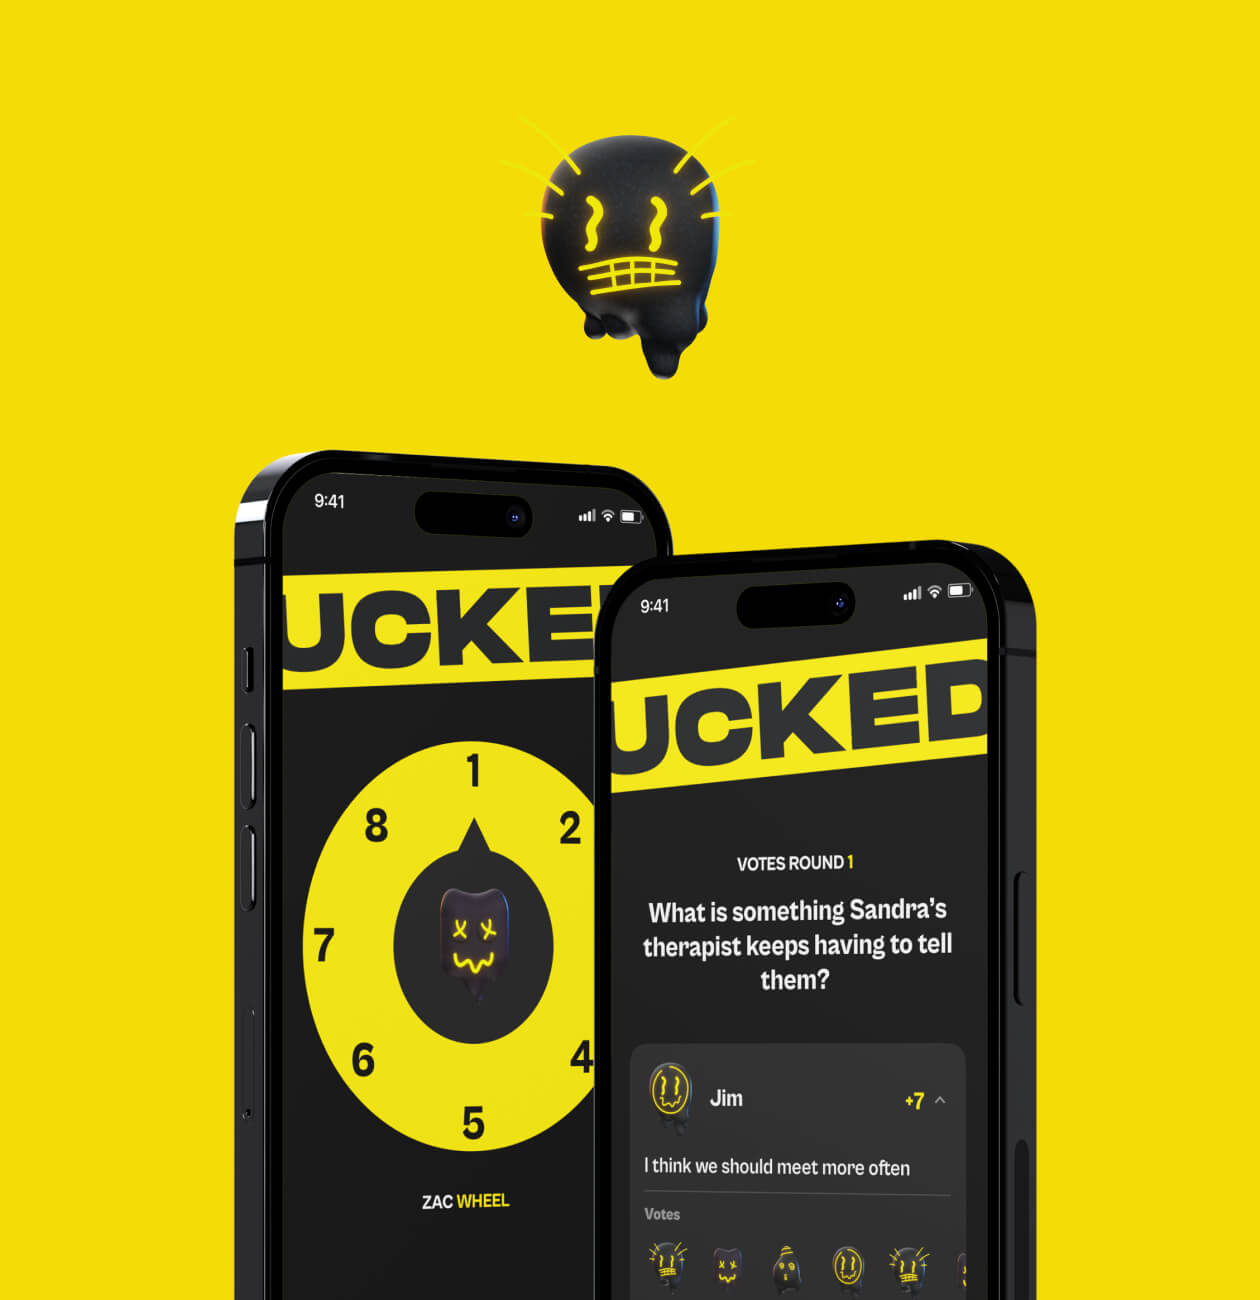 9:41
UCKE
1
2
4
5
6
7
8
ZAC WHEEL
9:41
UCKED
VOTES ROUND 1
What is something Sandra's
therapist keeps having to tell
them?
Jim
+7
I think we should meet more often
Votes